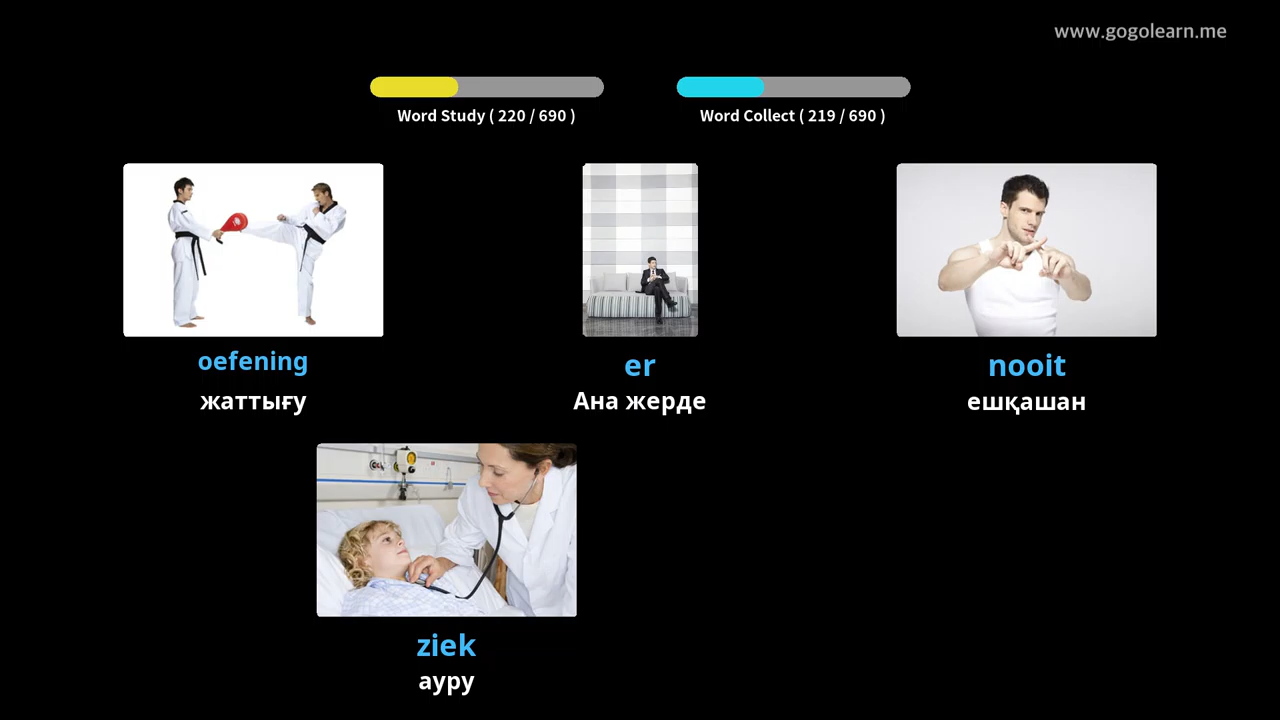 www.gogolearn.me
Word Study ( 220 / 690 )
Word Collect ( 219 / 690 )
oefening
жаттығу
er
Ана жерде
nooit
ешқашан
ziek
ауру